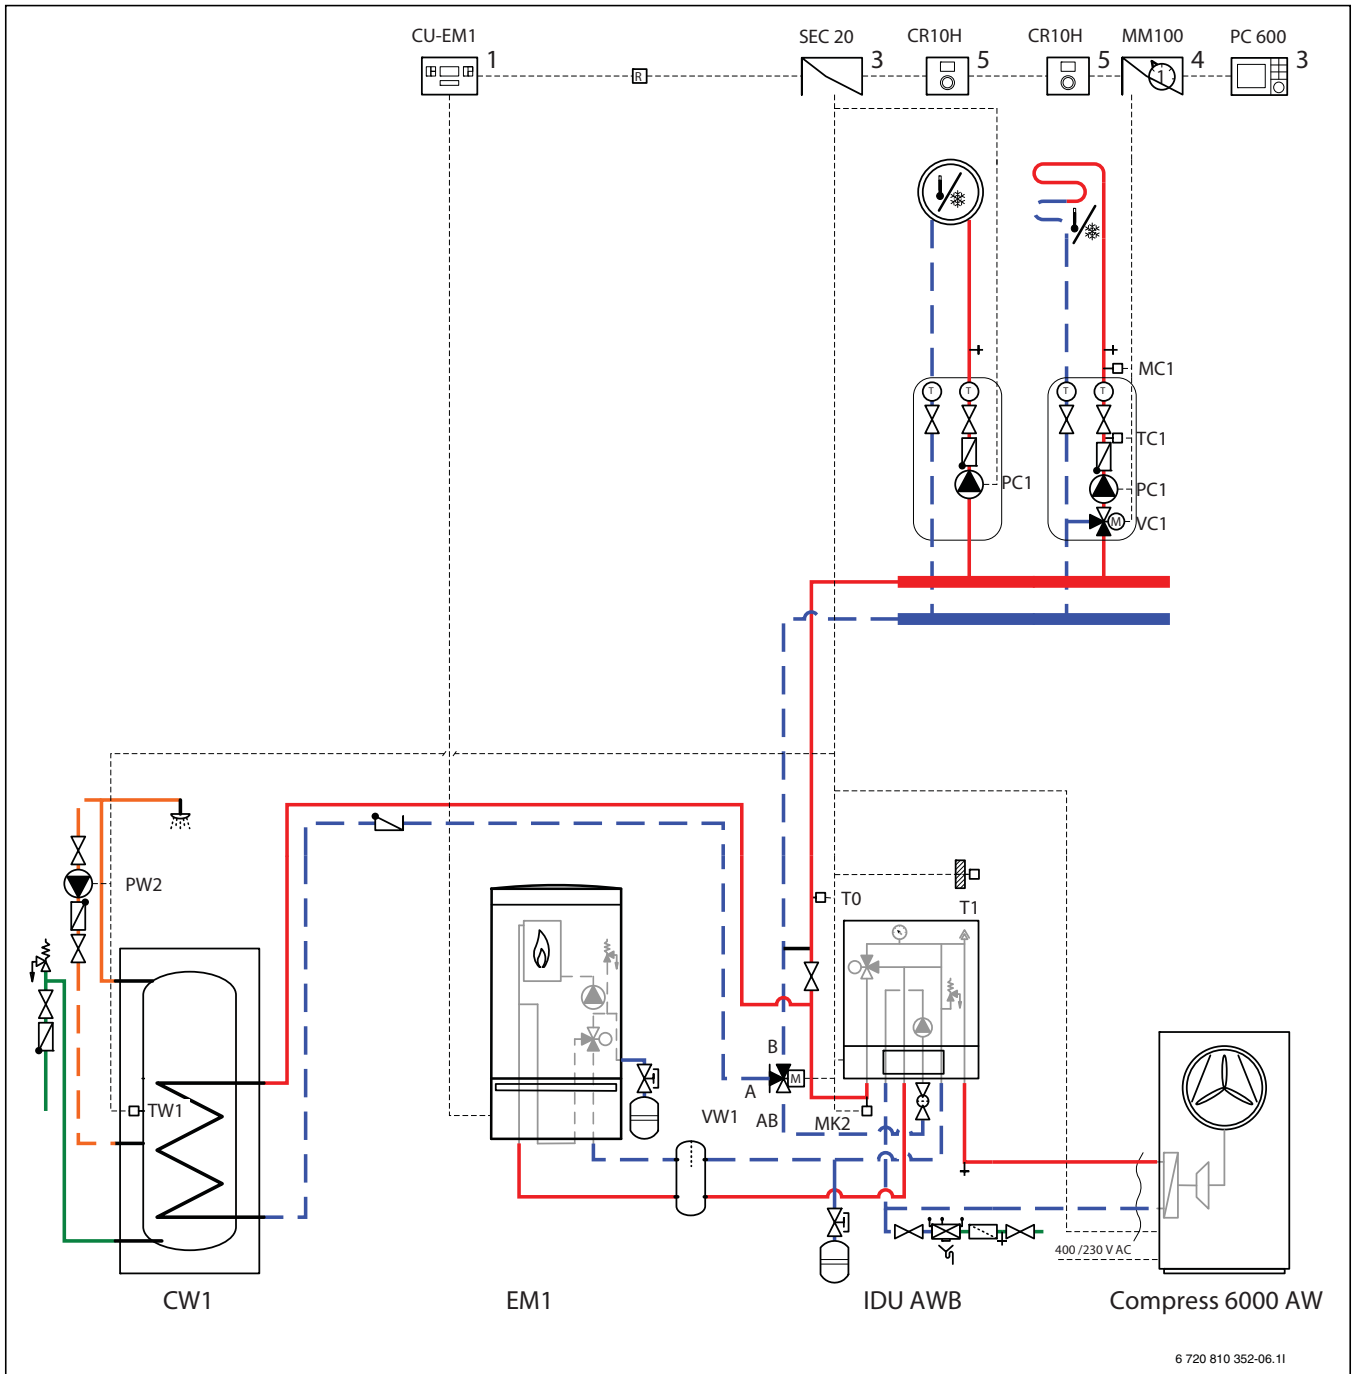 CU-EM1
1
R
SEC 20
3
CR10H
5
CR10H
5
MM100
1
4
PC 600
3
MC1
T
T
T
T
TC1
PC1
PC1
M
VC1
PW2
T0
T1
B
M
A
TW1
VW1
AB
MK2
400 /230 V AC
CW1
EM1
IDU AWB
Compress 6000 AW
6 720 810 352-06.1I